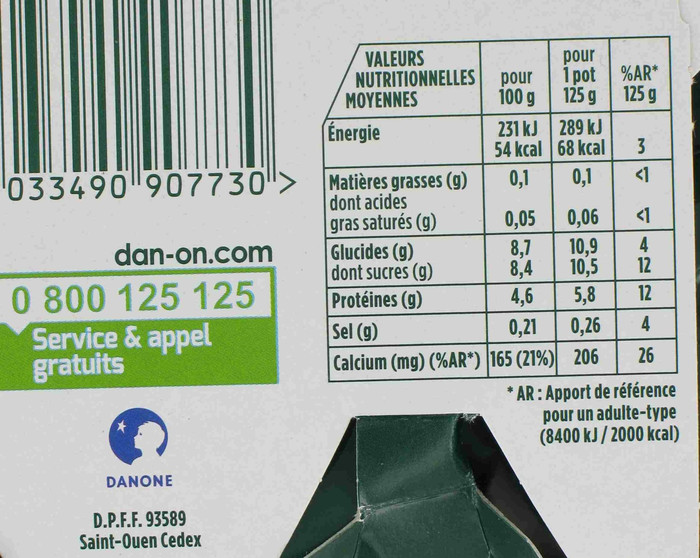 033490 907730 >
dan-on.com
0 800 125 125
Service & appel
gratuits
DANONE
D.P.F.F. 93589
Saint-Ouen Cedex
VALEURS NUTRITIONNELLES MOYENNES pour 100 g pour 1 pot 125 g %AR* 125 g
Énergie 231 kJ 54 kcal 289 kJ 68 kcal 3
Matières grasses (g) 0,1 0,1 <1
dont acides
gras saturés (g) 0,05 0,06 <1
Glucides (g) 8,7 10,9 4
dont sucres (g) 8,4 10,5 12
Protéines (g) 4,6 5,8 12
Sel (g) 0,21 0,26 4
Calcium (mg) (%AR*) 165 (21%) 206 26
* AR : Apport de référence
pour un adulte-type
(8400 kJ / 2000 kcal)